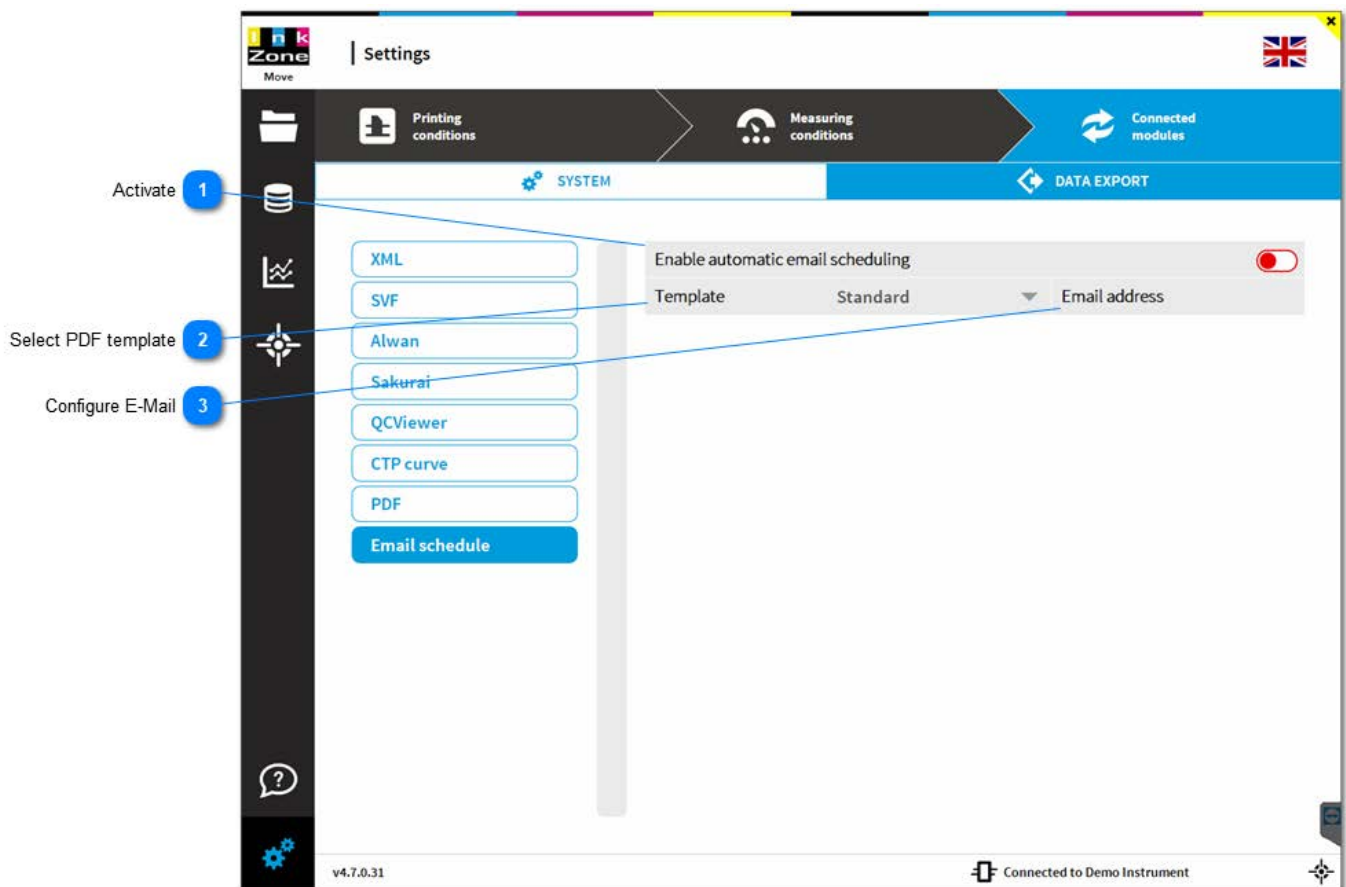 Ink
Zone
Move
Settings
Printing
conditions
Measuring
conditions
Connected
modules
SYSTEM
DATA EXPORT
Activate 1
Select PDF template 2
Configure E-Mail 3
XML
SVF
Alwan
Sakurai
QCViewer
CTP curve
PDF
Email schedule
Enable automatic email scheduling
Template Standard Email address
?
v4.7.0.31
Connected to Demo Instrument